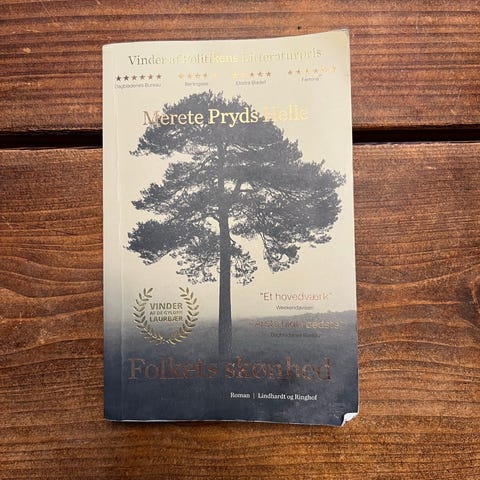 Vinder af Politikens Litteraturpris
★★★★★★ ★★★★ ★★★★★ ★★★★★★
Dagbladenes Bureau Berlingske Ekstra Bladet Femina
Merete Pryds Helle
VINDER
AF DE GYLDNE
LAURBÆR
"Et hovedværk"
Weekendavisen
Dagbladenes Bureau
Folkets skønhed
Roman | Lindhardt og Ringhof